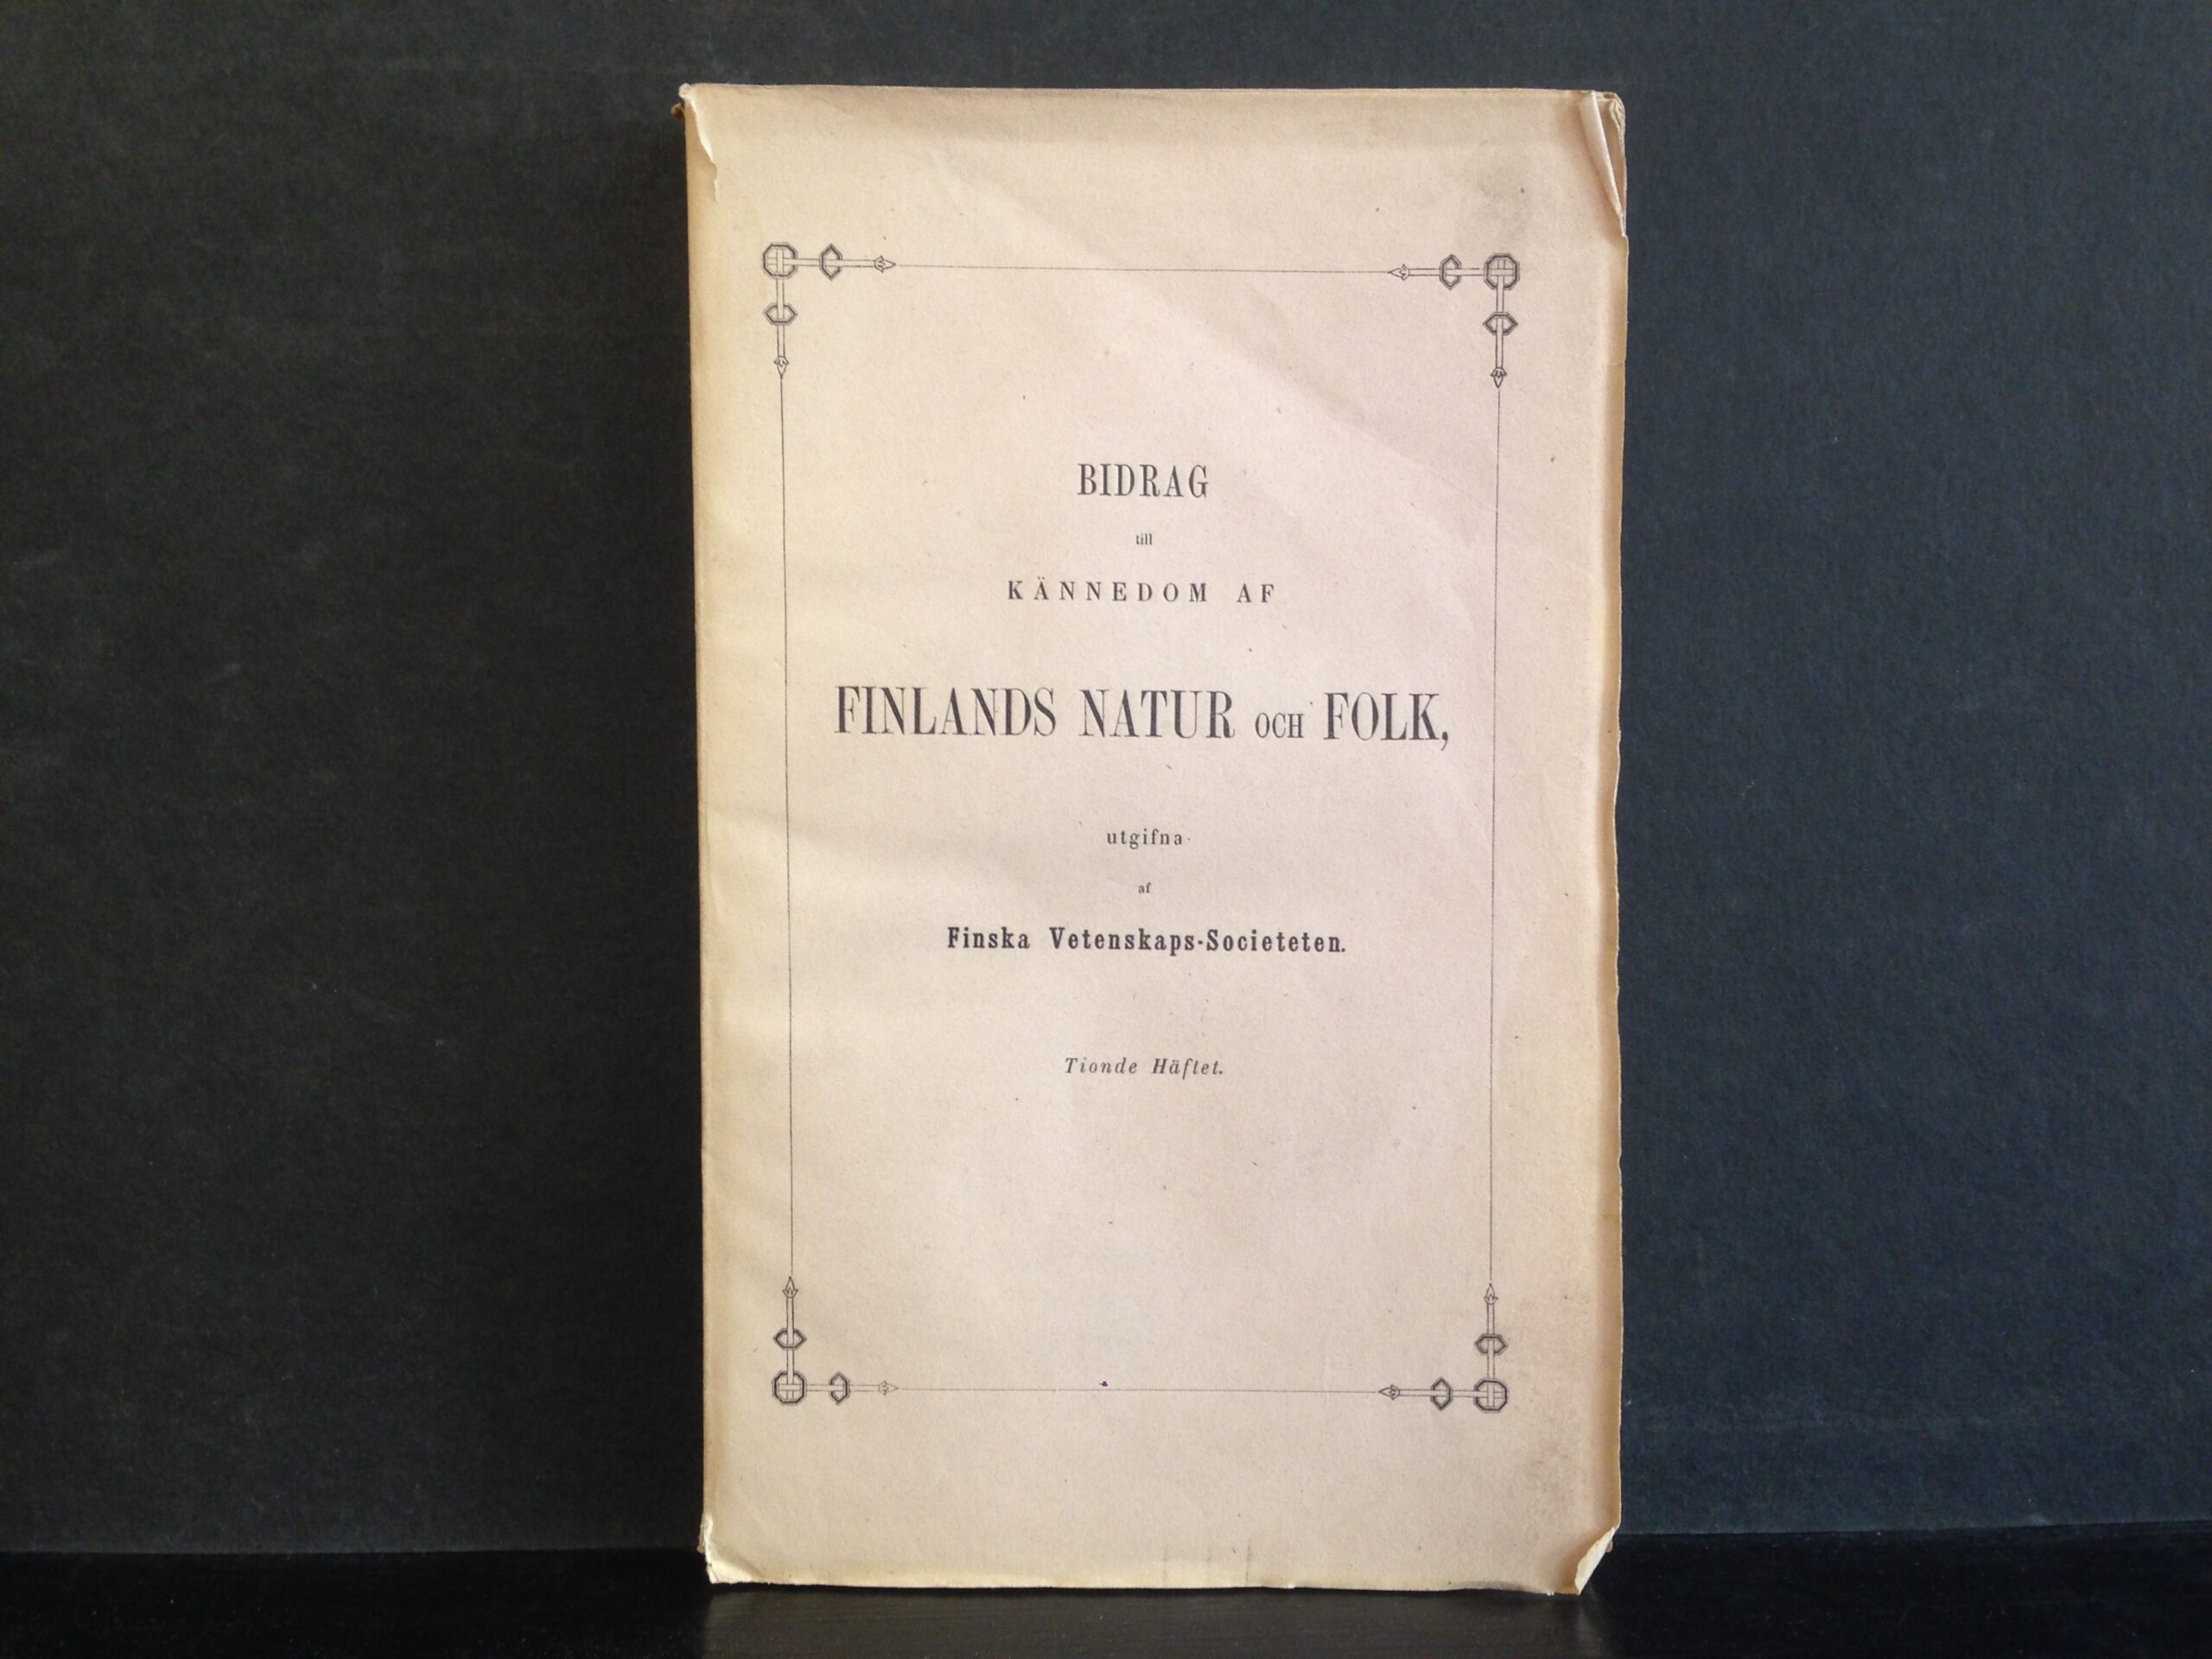 BIDRAG
till
KÄNNEDOM AF
FINLANDS NATUR OCH FOLK,
utgifna
af
Finska Vetenskaps-Societeten.
Tionde Häftet.